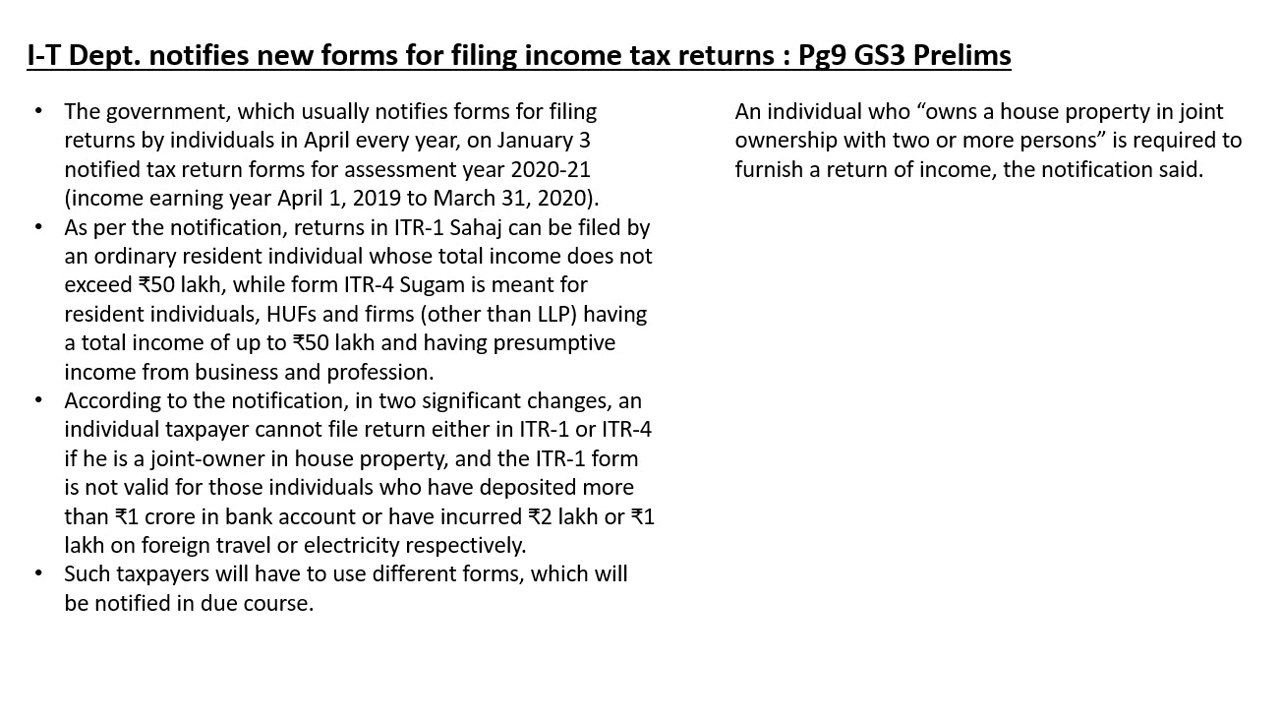 I-T Dept. notifies new forms for filing income tax returns : Pg9 GS3 Prelims
• The government, which usually notifies forms for filing
returns by individuals in April every year, on January 3
notified tax return forms for assessment year 2020-21
(income earning year April 1, 2019 to March 31, 2020).
• As per the notification, returns in ITR-1 Sahaj can be filed by
an ordinary resident individual whose total income does not
exceed ₹50 lakh, while form ITR-4 Sugam is meant for
resident individuals, HUFs and firms (other than LLP) having
a total income of up to ₹50 lakh and having presumptive
income from business and profession.
• According to the notification, in two significant changes, an
individual taxpayer cannot file return either in ITR-1 or ITR-4
if he is a joint-owner in house property, and the ITR-1 form
is not valid for those individuals who have deposited more
than ₹1 crore in bank account or have incurred ₹2 lakh or ₹1
lakh on foreign travel or electricity respectively.
• Such taxpayers will have to use different forms, which will
be notified in due course.
An individual who “owns a house property in joint
ownership with two or more persons” is required to
furnish a return of income, the notification said.